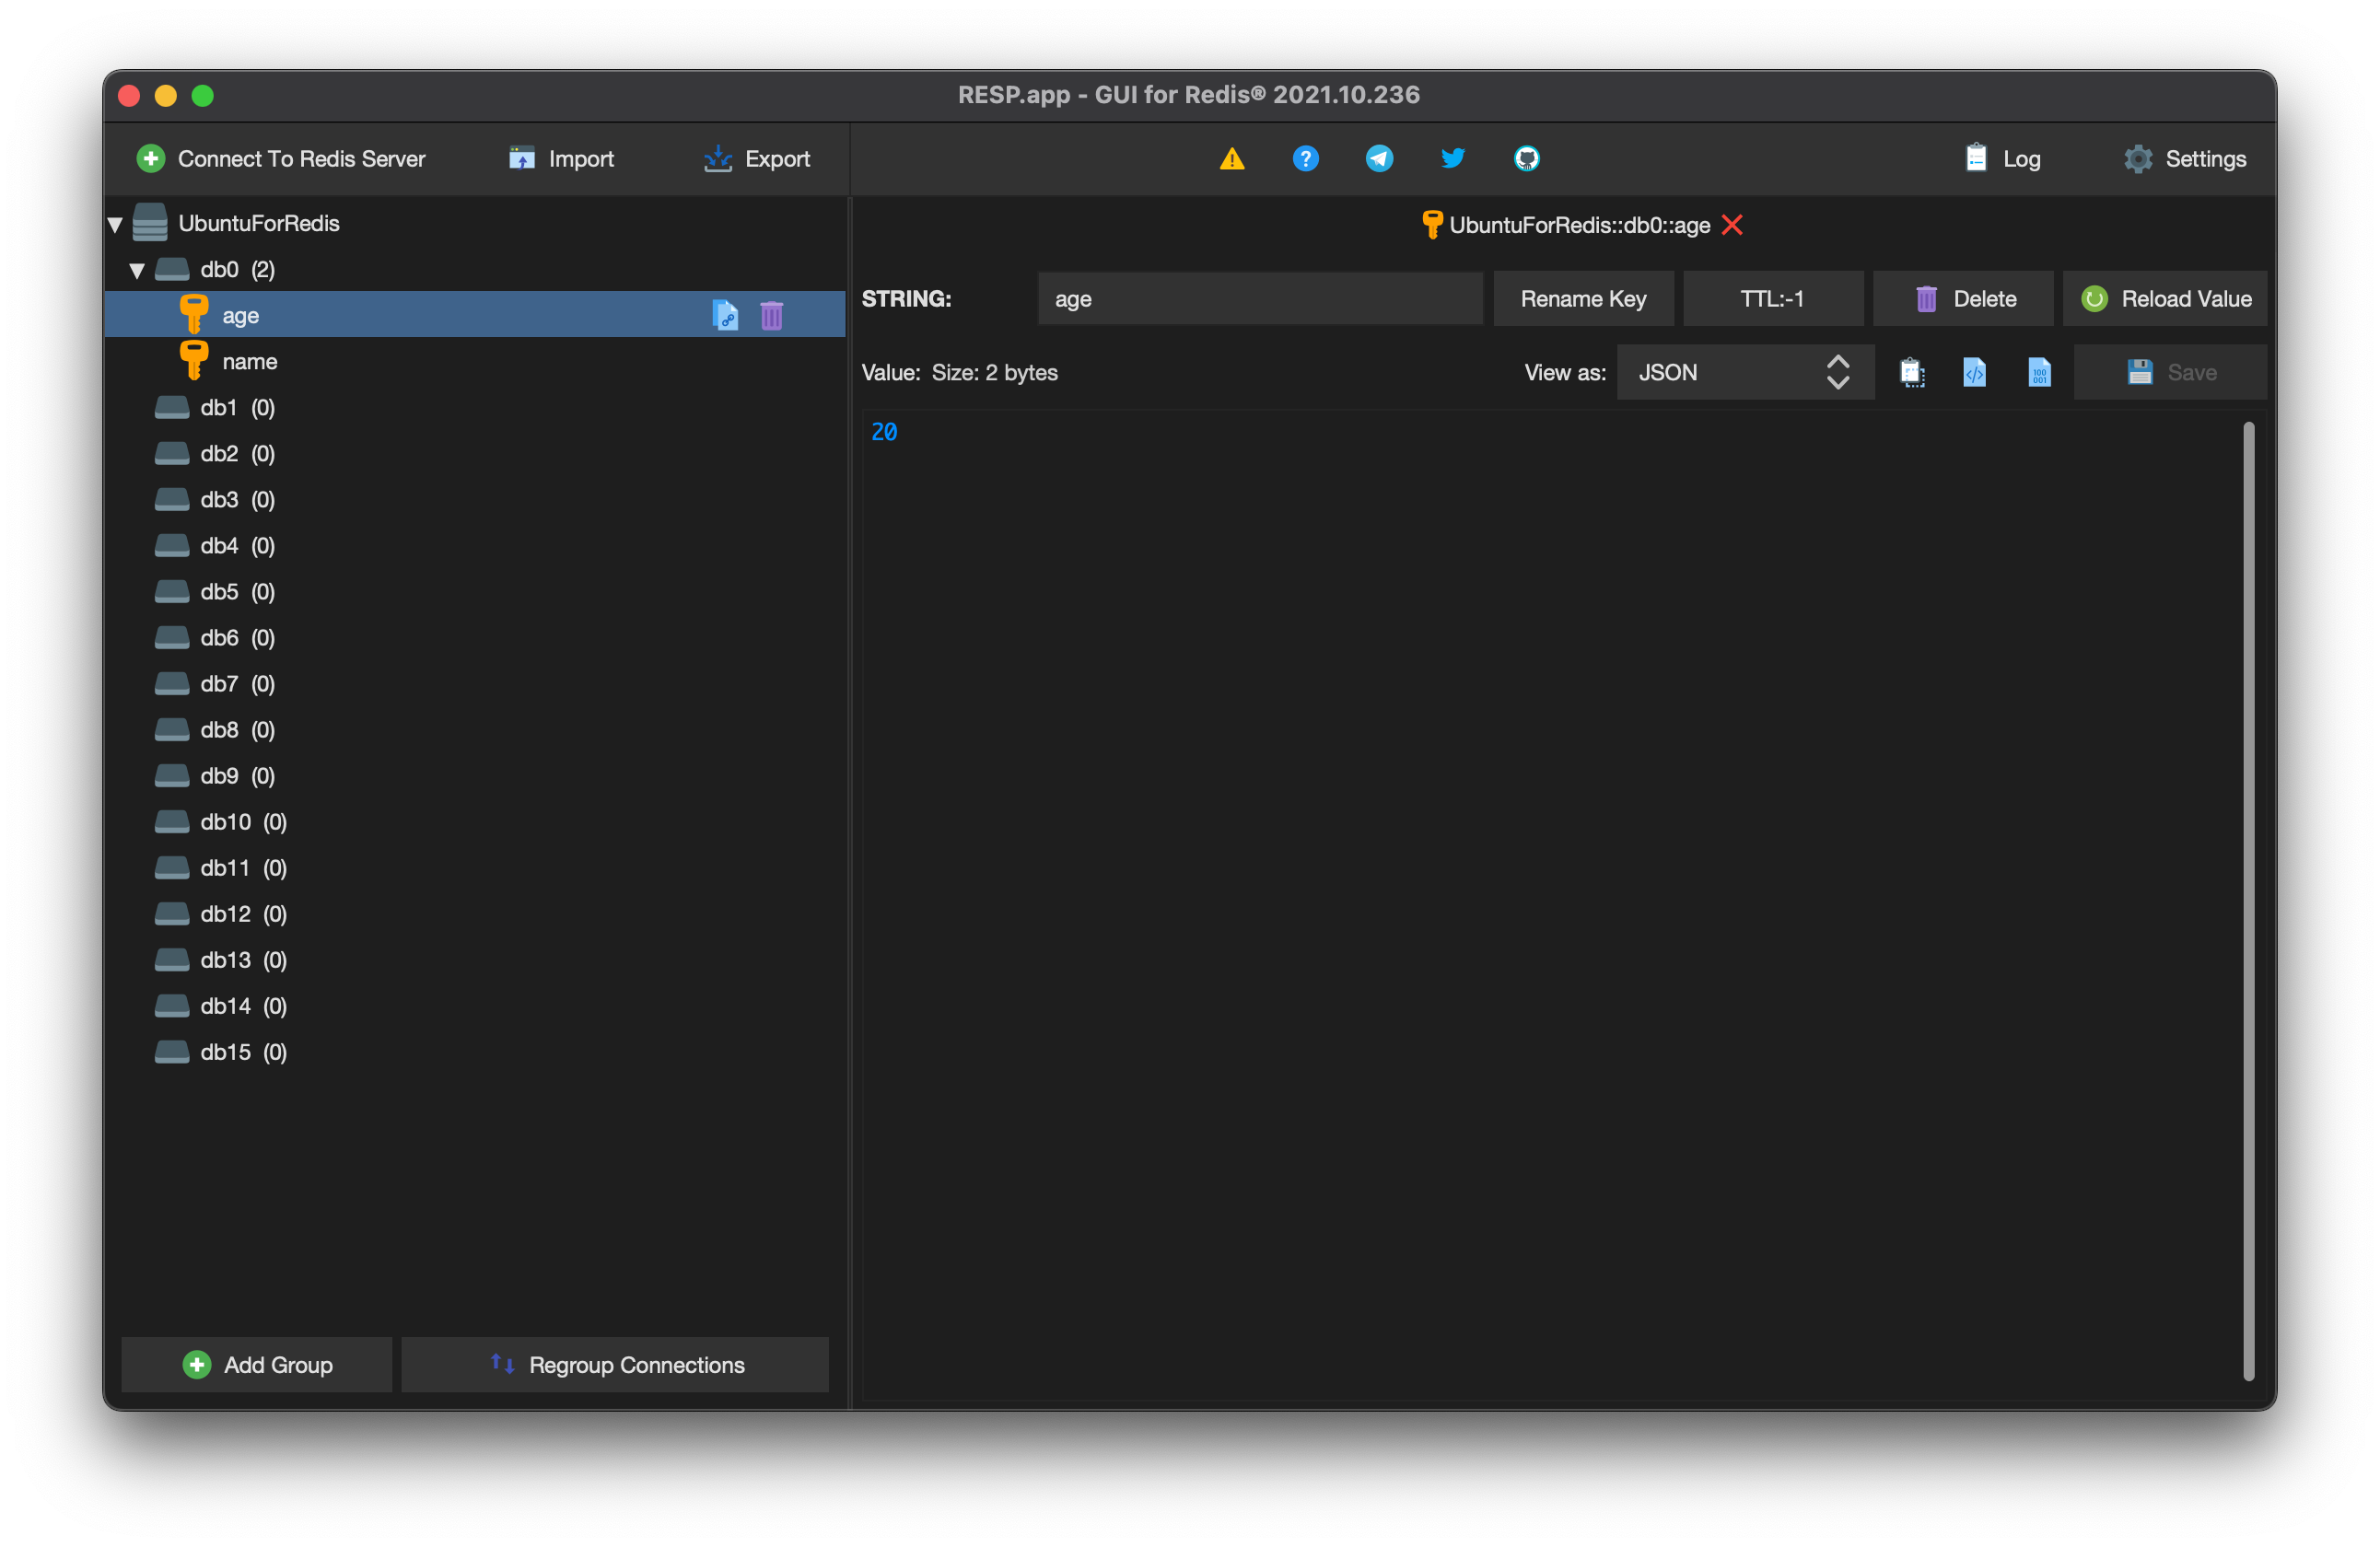 RESP.app - GUI for Redis® 2021.10.236
Connect To Redis Server Import Export Log Settings
UbuntuForRedis
db0 (2)
age
name
db1 (0)
db2 (0)
db3 (0)
db4 (0)
db5 (0)
db6 (0)
db7 (0)
db8 (0)
db9 (0)
db10 (0)
db11 (0)
db12 (0)
db13 (0)
db14 (0)
db15 (0)
Add Group Regroup Connections
UbuntuForRedis::db0::age
STRING: age Rename Key TTL:-1 Delete Reload Value
Value: Size: 2 bytes View as: JSON Save
20